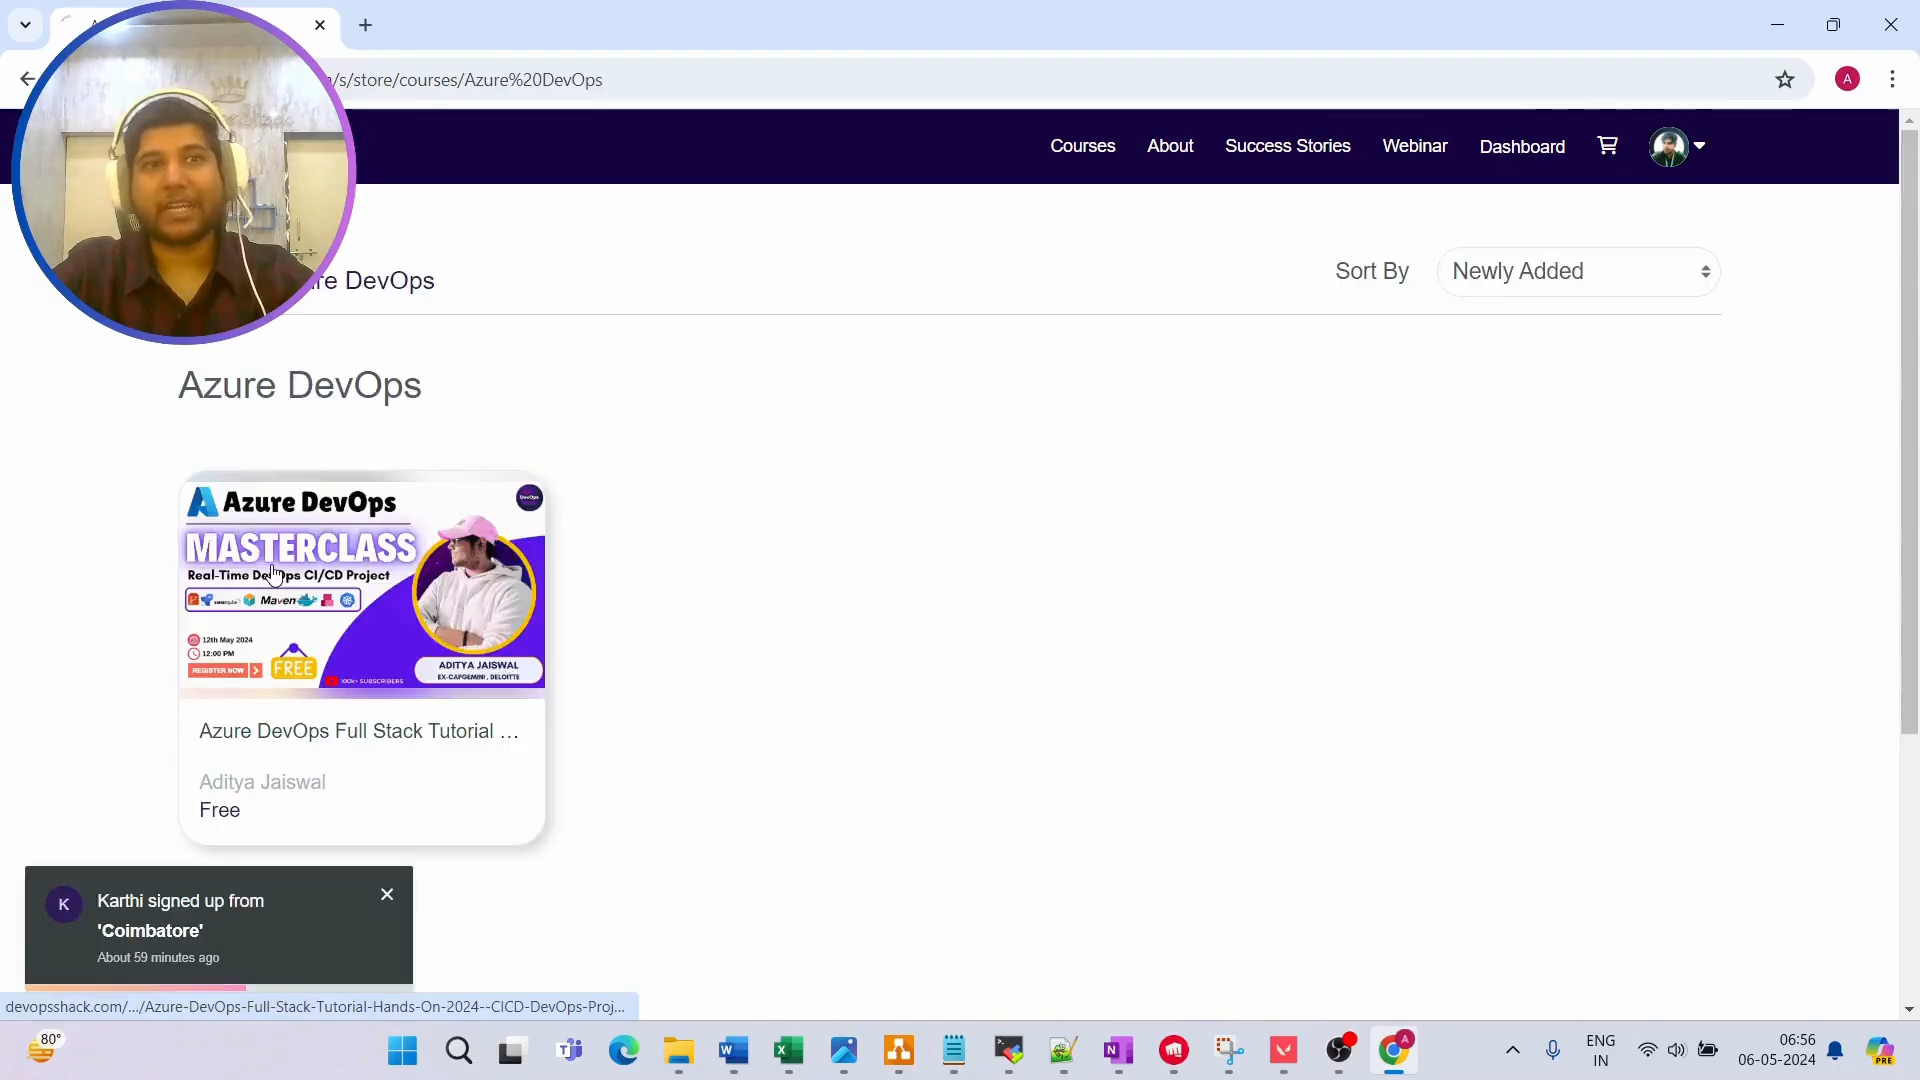 /s/store/courses/Azure%20DevOps
A
Courses
About
Success Stories
Webinar
Dashboard
re DevOps
Sort By
Newly Added
Azure DevOps
Azure DevOps
DevOps
MASTERCLASS
Real-Time DevOps CI/CD Project
Maven
12th May 2024
12:00 PM
REGISTER NOW
FREE
100k+ SUBSCRIBERS
ADITYA JAISWAL
EX-CAPGEMINI, DELOITTE
Azure DevOps Full Stack Tutorial ...
Aditya Jaiswal
Free
K
Karthi signed up from
'Coimbatore'
About 59 minutes ago
devopsshack.com/.../Azure-DevOps-Full-Stack-Tutorial-Hands-On-2024--CICD-DevOps-Proj...
80°
ENG
IN
06:56
06-05-2024
PRE